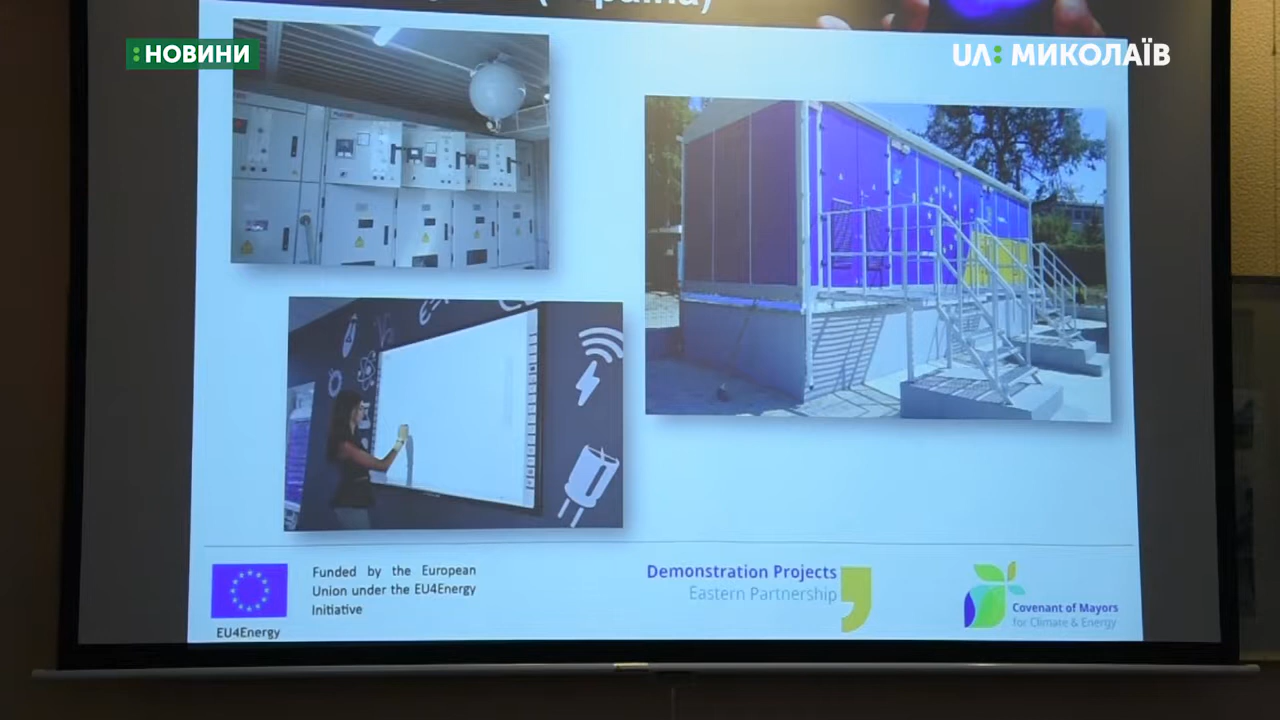 НОВИНИ
UA: МИКОЛАЇВ
Funded by the European
Union under the EU4Energy
Initiative
EU4Energy
Demonstration Projects
Eastern Partnership
Covenant of Mayors
for Climate & Energy